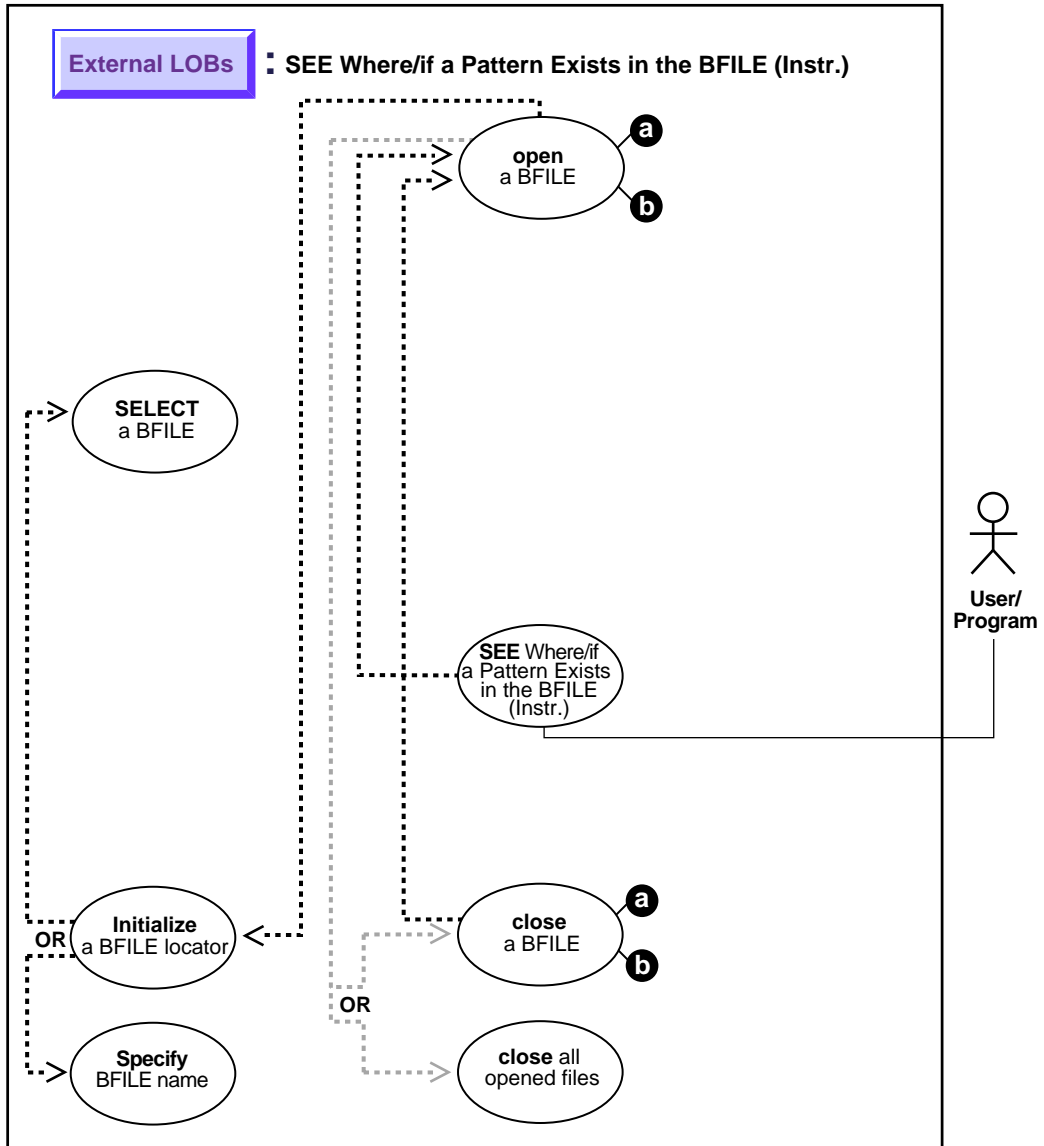 External LOBs : SEE Where/if a Pattern Exists in the BFILE (Instr.)
a
open
a BFILE
b
SELECT
a BFILE
User/
Program
SEE Where/if
a Pattern Exists
in the BFILE
(Instr.)
a
Initialize
a BFILE locator
OR
close
a BFILE
b
OR
Specify
BFILE name
close all
opened files